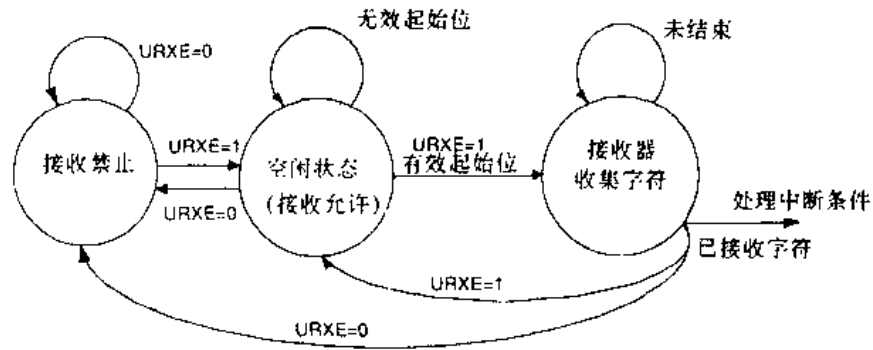 无效起始位
未结束
URXE=0
接收禁止
URXE=1
URXE=0
空闲状态
(接收允许)
URXE=1
有效起始位
接收器
收集字符
处理中断条件
已接收字符
URXE=1
URXE=0